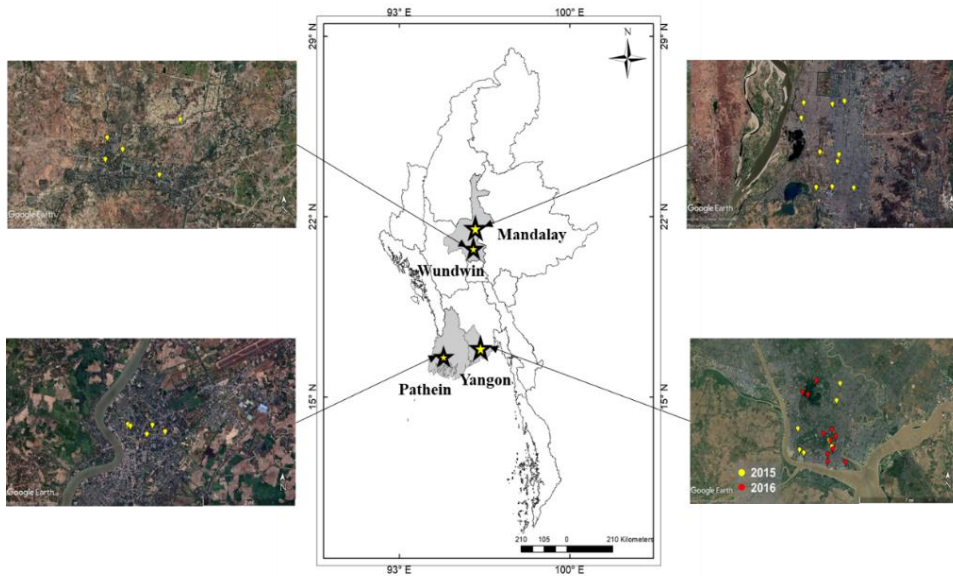 93° E
100° E
29° N
29° N
N
Google Earth
Google Earth
22° N
22° N
Mandalay
Wundwin
Pathein
Yangon
15° N
15° N
2015
2016
Google Earth
Google Earth
210 105 0 210 Kilometers
93° E
100° E